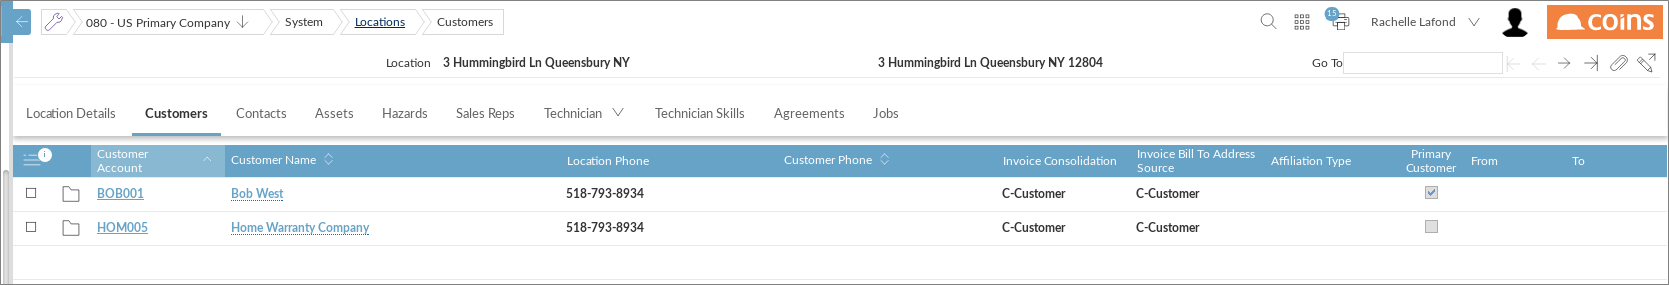 080 - US Primary Company System Locations Customers 15 Rachelle Lafond coins
Location 3 Hummingbird Ln Queensbury NY 3 Hummingbird Ln Queensbury NY 12804 Go To
Location Details Customers Contacts Assets Hazards Sales Reps Technician Technician Skills Agreements Jobs
i Customer Account Customer Name Location Phone Customer Phone Invoice Consolidation Invoice Bill To Address Source Affiliation Type Primary Customer From To
BOB001 Bob West 518-793-8934 C-Customer C-Customer
HOM005 Home Warranty Company 518-793-8934 C-Customer C-Customer